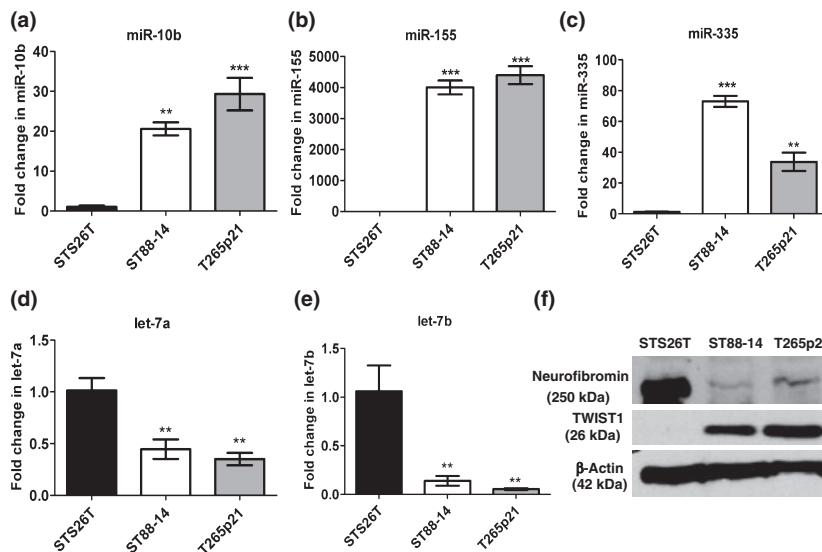 (a)
miR-10b
Fold change in miR-10b
40
30
20
10
0
**
***
STS26T
ST88-14
T265p21
(b)
miR-155
Fold change in miR-155
5000
4000
3000
2000
1000
0
***
***
STS26T
ST88-14
T265p21
(c)
miR-335
Fold change in miR-335
100
80
60
40
20
0
***
**
STS26T
ST88-14
T265p21
(d)
let-7a
Fold change in let-7a
1.5
1.0
0.5
0.0
**
**
STS26T
ST88-14
T265p21
(e)
let-7b
Fold change in let-7b
1.5
1.0
0.5
0.0
**
**
STS26T
ST88-14
T265p21
(f)
STS26T ST88-14 T265p2
Neurofibromin
(250 kDa)
TWIST1
(26 kDa)
β-Actin
(42 kDa)